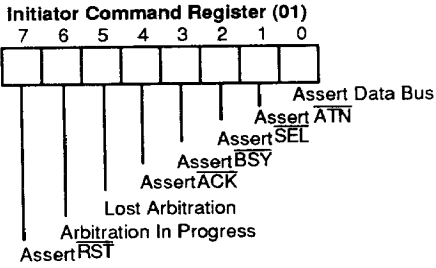 Initiator Command Register (01)
7 6 5 4 3 2 1 0
Assert Data Bus
Assert ATN
Assert SEL
Assert BSY
Assert ACK
Lost Arbitration
Arbitration In Progress
Assert RST